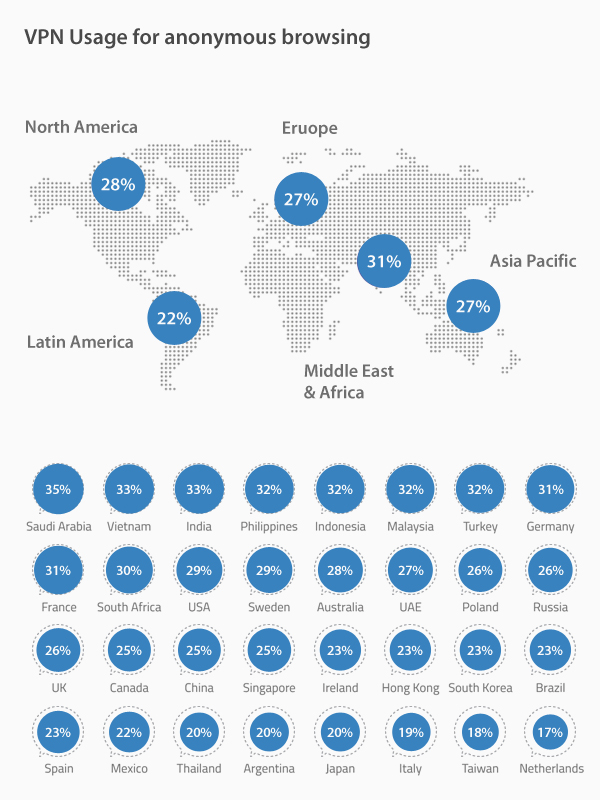 VPN Usage for anonymous browsing
North America
Eruope
28%
27%
31%
Asia Pacific
27%
22%
Latin America
Middle East
& Africa
35% 33% 33% 32% 32% 32% 32% 31%
Saudi Arabia Vietnam India Philippines Indonesia Malaysia Turkey Germany
31% 30% 29% 29% 28% 27% 26% 26%
France South Africa USA Sweden Australia UAE Poland Russia
26% 25% 25% 25% 23% 23% 23% 23%
UK Canada China Singapore Ireland Hong Kong South Korea Brazil
23% 22% 20% 20% 20% 19% 18% 17%
Spain Mexico Thailand Argentina Japan Italy Taiwan Netherlands